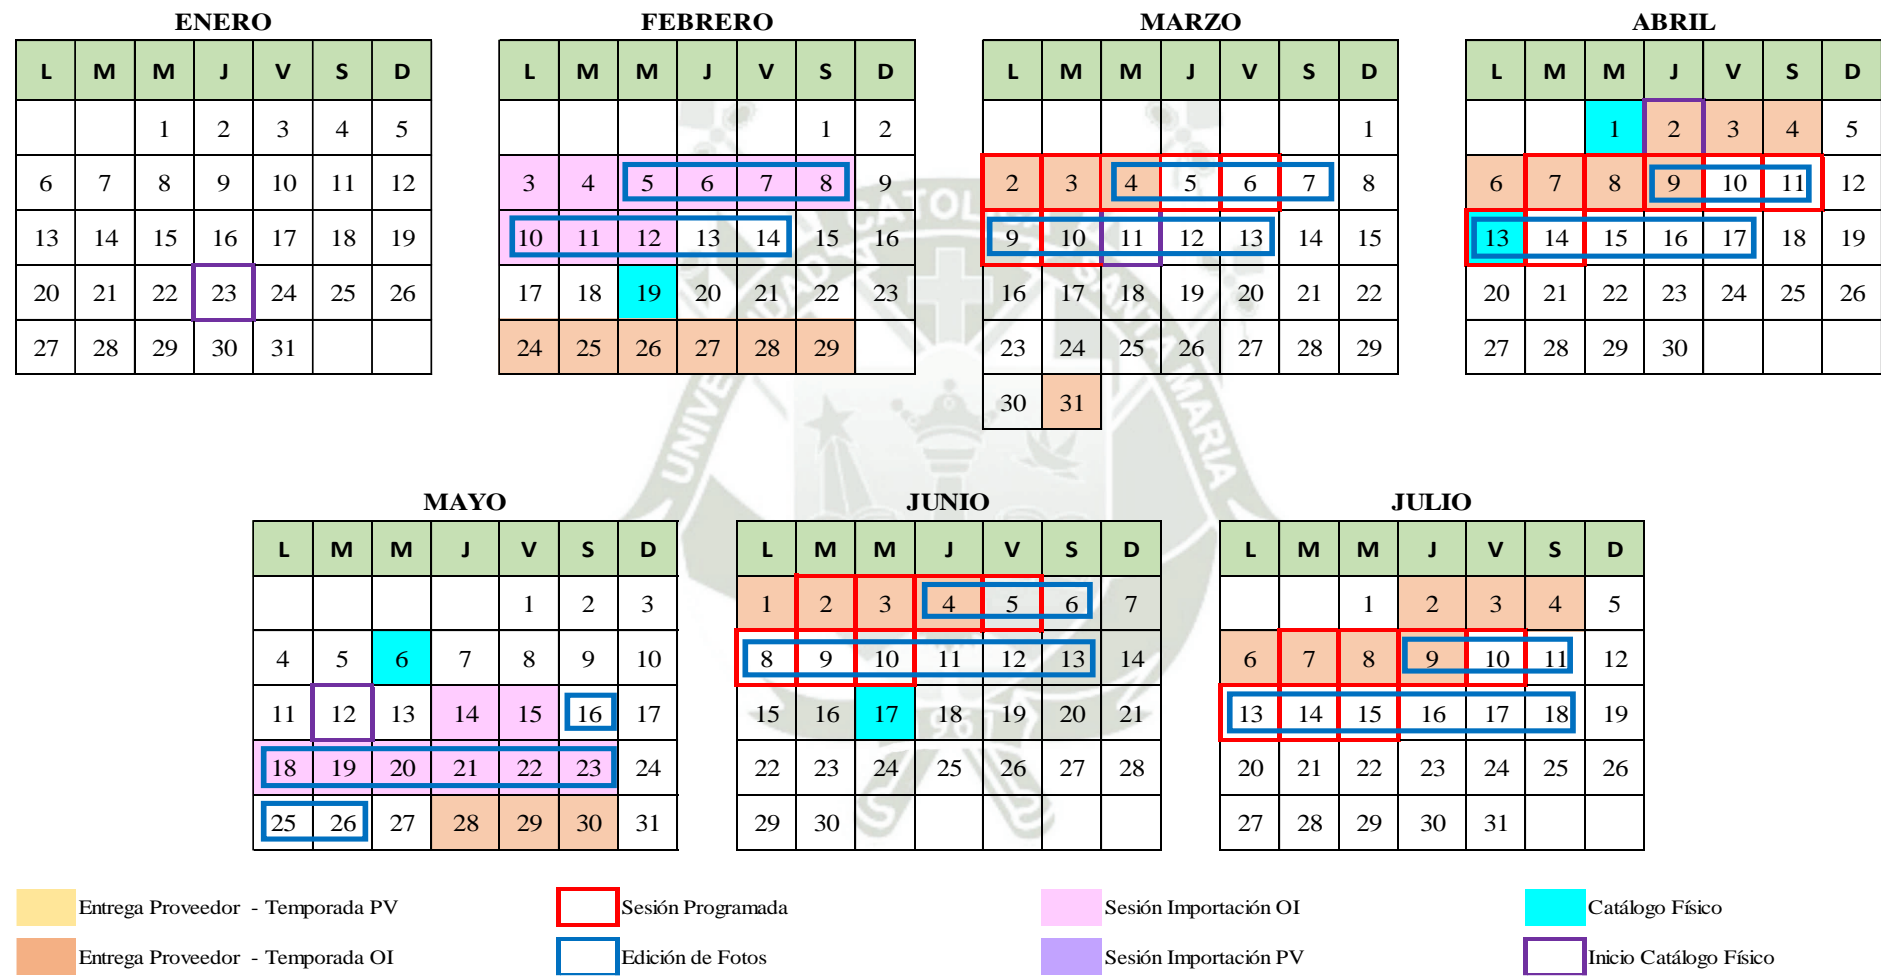 ENERO FEBRERO MARZO ABRIL
L M M J V S D L M M J V S D L M M J V S D L M M J V S D
1 2 3 4 5 1 2 1 1 2 3 4 5
6 7 8 9 10 11 12 3 4 5 6 7 8 9 2 3 4 5 6 7 8 6 7 8 9 10 11 12
13 14 15 16 17 18 19 10 11 12 13 14 15 16 9 10 11 12 13 14 15 13 14 15 16 17 18 19
20 21 22 23 24 25 26 17 18 19 20 21 22 23 16 17 18 19 20 21 22 20 21 22 23 24 25 26
27 28 29 30 31 24 25 26 27 28 29 23 24 25 26 27 28 29 27 28 29 30
30 31
MAYO JUNIO JULIO
L M M J V S D L M M J V S D L M M J V S D
1 2 3 1 2 3 4 5 6 7 1 2 3 4 5
4 5 6 7 8 9 10 8 9 10 11 12 13 14 6 7 8 9 10 11 12
11 12 13 14 15 16 17 15 16 17 18 19 20 21 13 14 15 16 17 18 19
18 19 20 21 22 23 24 22 23 24 25 26 27 28 20 21 22 23 24 25 26
25 26 27 28 29 30 31 29 30 27 28 29 30 31
Entrega Proveedor - Temporada PV Sesión Programada Sesión Importación OI Catálogo Físico
Entrega Proveedor - Temporada OI Edición de Fotos Sesión Importación PV Inicio Catálogo Físico